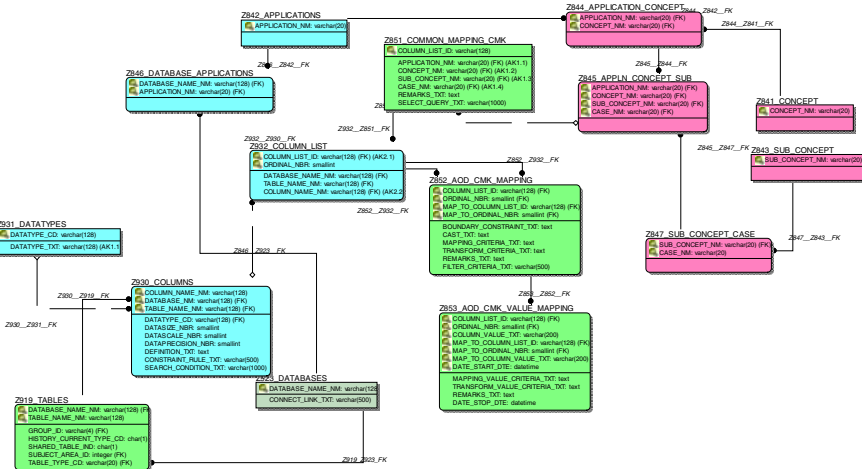 Z842_APPLICATIONS
APPLICATION_NM: varchar(20)
Z844_APPLICATION_CONCEPT
APPLICATION_NM: varchar(20) (FK)
CONCEPT_NM: varchar(20) (FK)
Z844__Z841__FK
Z851_COMMON_MAPPING_CMK
COLUMN_LIST_ID: varchar(128)
APPLICATION_NM: varchar(20) (FK) (AK1.1)
CONCEPT_NM: varchar(20) (FK) (AK1.2)
SUB_CONCEPT_NM: varchar(20) (FK) (AK1.3
CASE_NM: varchar(20) (FK) (AK1.4)
REMARKS_TXT: text
SELECT_QUERY_TXT: varchar(1000)
Z845__Z844__FK
Z846_DATABASE_APPLICATIONS
DATABASE_NAME_NM: varchar(128) (FK)
APPLICATION_NM: varchar(20) (FK)
Z845_APPLN_CONCEPT_SUB
APPLICATION_NM: varchar(20) (FK)
CONCEPT_NM: varchar(20) (FK)
SUB_CONCEPT_NM: varchar(20) (FK)
CASE_NM: varchar(20) (FK)
Z841_CONCEPT
CONCEPT_NM: varchar(20)
Z932__Z851__FK
Z932__Z930__FK
Z932_COLUMN_LIST
COLUMN_LIST_ID: varchar(128) (FK) (AK2.1)
ORDINAL_NBR: smallint
DATABASE_NAME_NM: varchar(128) (FK)
TABLE_NAME_NM: varchar(128) (FK)
COLUMN_NAME_NM: varchar(128) (FK) (AK2.2
Z845__Z847__FK
Z843_SUB_CONCEPT
SUB_CONCEPT_NM: varchar(20)
Z852__Z932__FK
Z852_AOD_CMK_MAPPING
COLUMN_LIST_ID: varchar(128) (FK)
ORDINAL_NBR: smallint (FK)
MAP_TO_COLUMN_LIST_ID: varchar(128) (FK)
MAP_TO_ORDINAL_NBR: smallint (FK)
BOUNDARY_CONSTRAINT_TXT: text
CAST_TXT: text
MAPPING_CRITERIA_TXT: text
TRANSFORM_CRITERIA_TXT: text
REMARKS_TXT: text
FILTER_CRITERIA_TXT: varchar(500)
Z852__Z932__FK
Z931_DATATYPES
DATATYPE_CD: varchar(128)
DATATYPE_TXT: varchar(128) (AK1.1
Z847_SUB_CONCEPT_CASE
SUB_CONCEPT_NM: varchar(20) (FK)
CASE_NM: varchar(20)
Z847__Z843__FK
Z846__Z923__FK
Z930_COLUMNS
COLUMN_NAME_NM: varchar(128)
DATABASE_NM: varchar(128) (FK)
TABLE_NAME_NM: varchar(128) (FK)
DATATYPE_CD: varchar(128) (FK)
DATASIZE_NBR: smallint
DATASCALE_NBR: smallint
DATAPRECISION_NBR: smallint
DEFINITION_TXT: text
CONSTRAINT_RULE_TXT: varchar(500)
SEARCH_CONDITION_TXT: varchar(1000)
Z930__Z919__FK
Z930__Z931__FK
Z853__Z852__FK
Z853_AOD_CMK_VALUE_MAPPING
COLUMN_LIST_ID: varchar(128) (FK)
ORDINAL_NBR: smallint (FK)
COLUMN_VALUE_TXT: varchar(200)
MAP_TO_COLUMN_LIST_ID: varchar(128) (FK)
MAP_TO_ORDINAL_NBR: smallint (FK)
MAP_TO_COLUMN_VALUE_TXT: varchar(200)
DATE_START_DTE: datetime
MAPPING_VALUE_CRITERIA_TXT: text
TRANSFORM_VALUE_CRITERIA_TXT: text
REMARKS_TXT: text
DATE_STOP_DTE: datetime
Z923_DATABASES
DATABASE_NAME_NM: varchar(128
CONNECT_LINK_TXT: varchar(500)
Z919_TABLES
DATABASE_NAME_NM: varchar(128) (FK
TABLE_NAME_NM: varchar(128)
GROUP_ID: varchar(4) (FK)
HISTORY_CURRENT_TYPE_CD: char(1)
SHARED_TABLE_IND: char(1)
SUBJECT_AREA_ID: integer (FK)
TABLE_TYPE_CD: varchar(20) (FK)
Z919__Z923_FK